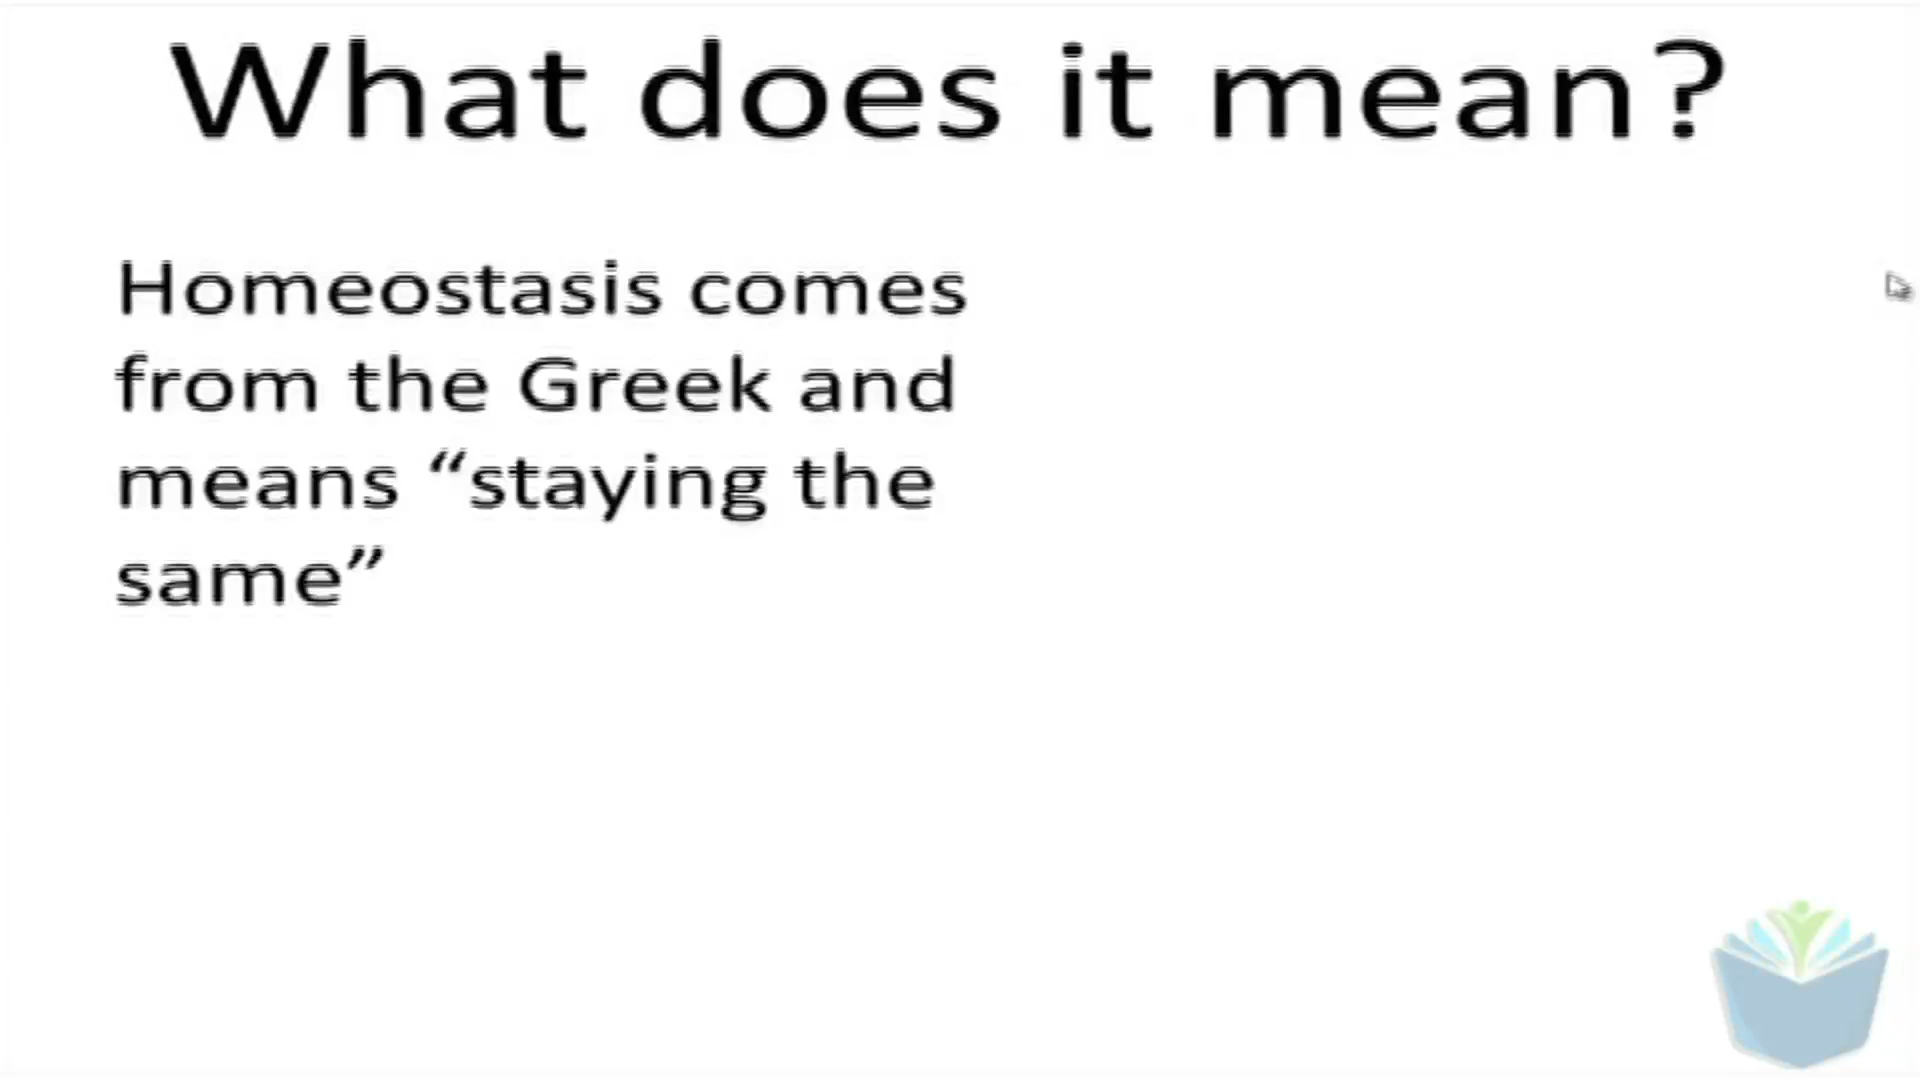 What does it mean?
Homeostasis comes
from the Greek and
means “staying the
same”